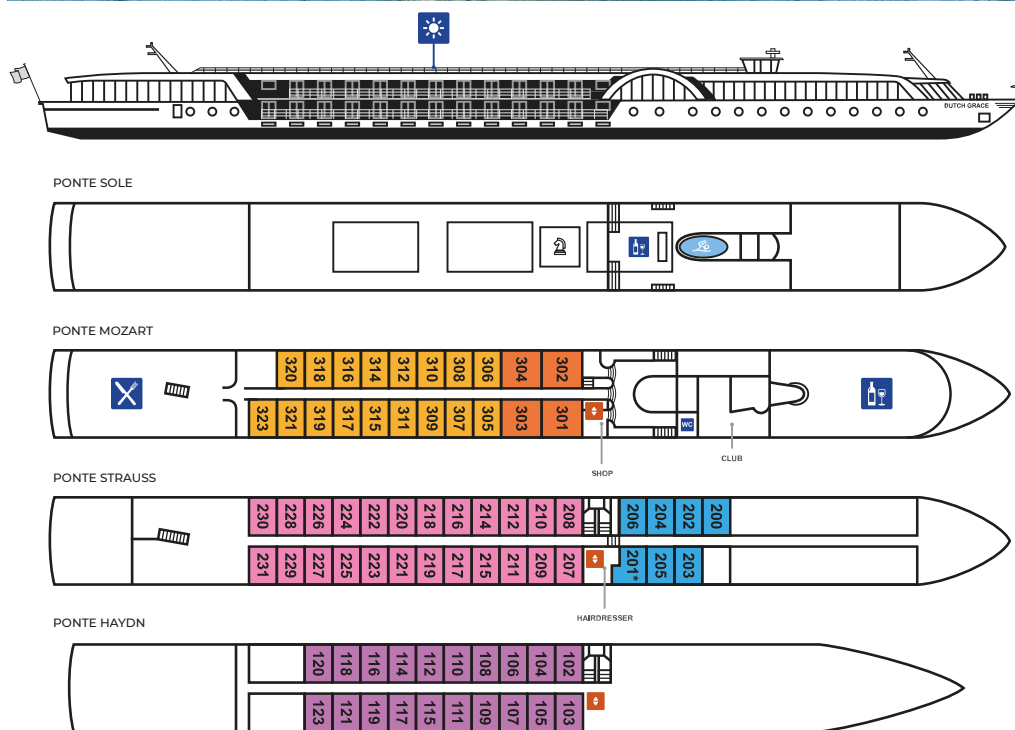 DUTCH GRACE
PONTE SOLE
PONTE MOZART
320 318 316 314 312 310 308 306 304 302
323 321 319 317 315 311 309 307 305 303 301
WC
SHOP
CLUB
PONTE STRAUSS
230 228 226 224 222 220 218 216 214 212 210 208 206 204 202 200
231 229 227 225 223 221 219 217 215 211 209 207 201* 205 203
HAIRDRESSER
PONTE HAYDN
120 118 116 114 112 110 108 106 104 102
123 121 119 117 115 111 109 107 105 103